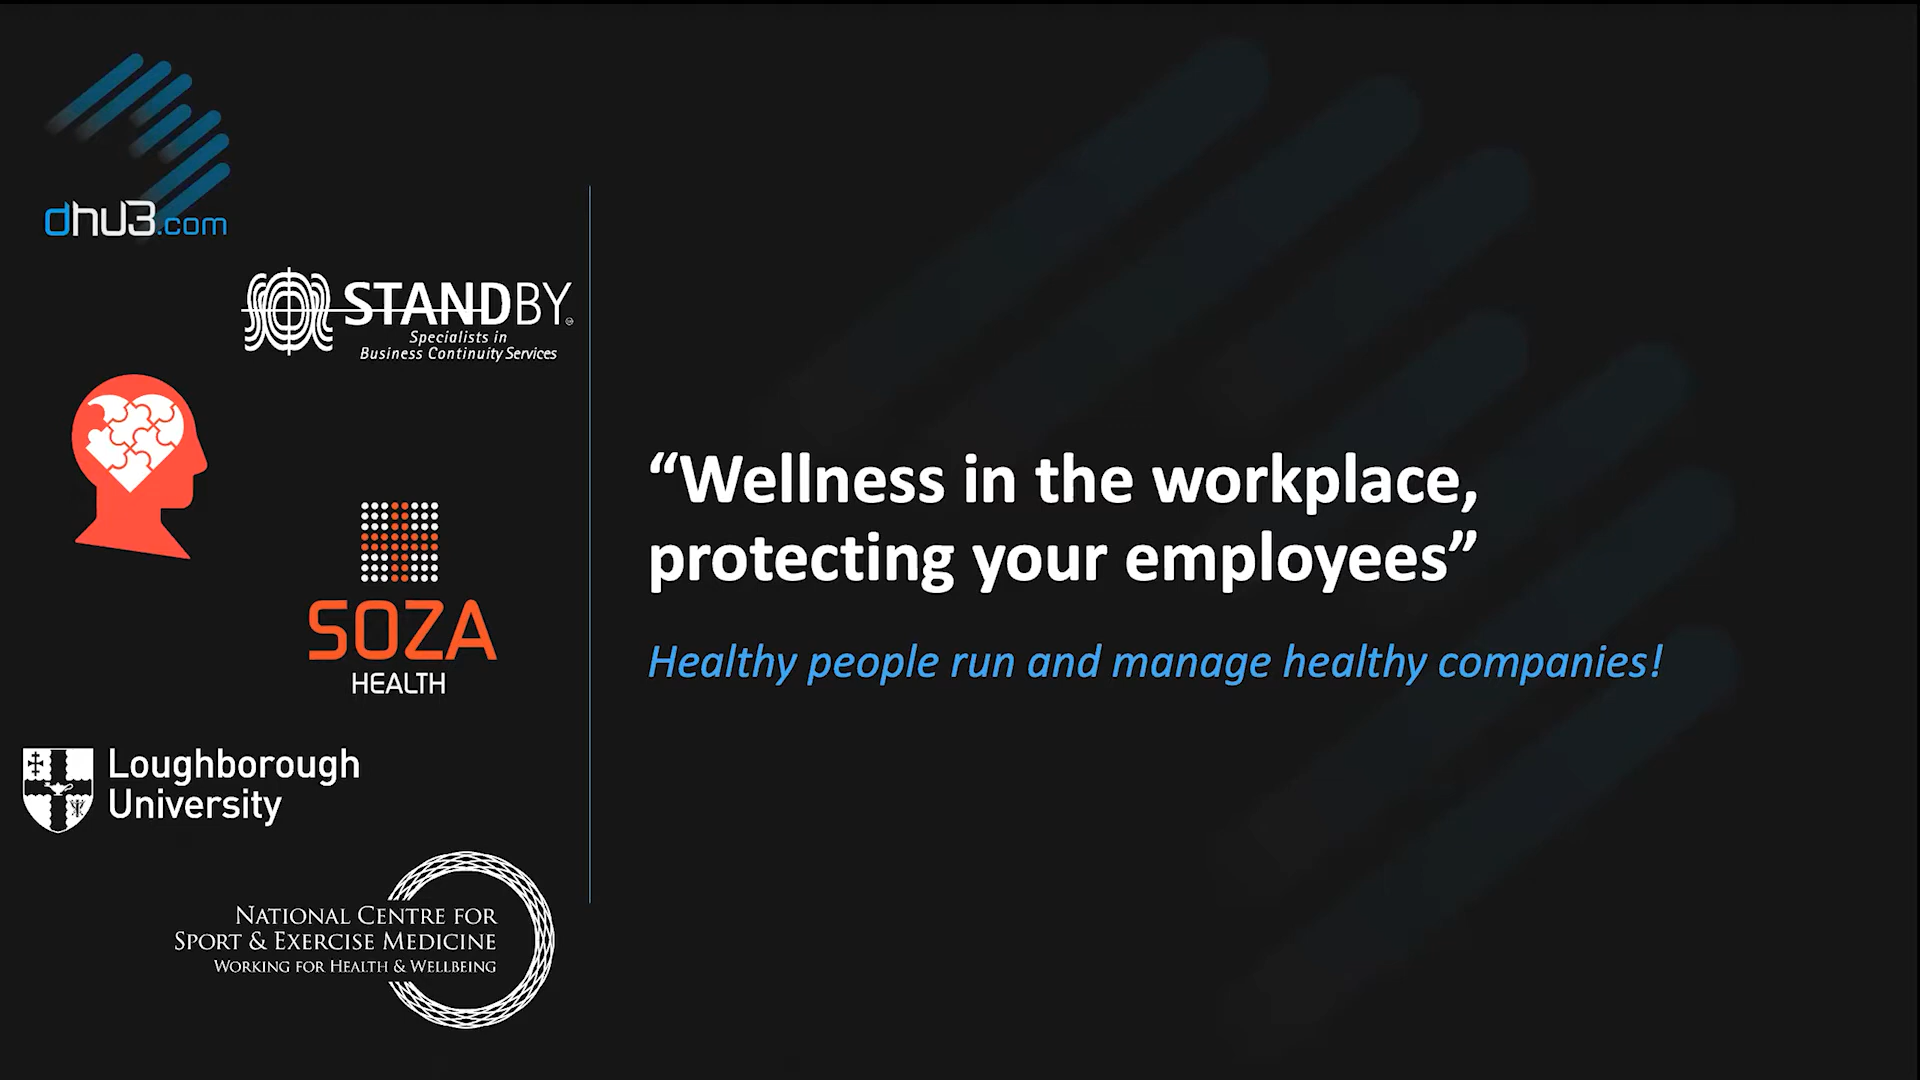 dhu3.com
STANDBY
Specialists in
Business Continuity Services
SOZA
HEALTH
Loughborough
University
NATIONAL CENTRE FOR
SPORT & EXERCISE MEDICINE
WORKING FOR HEALTH & WELLBEING
“Wellness in the workplace,
protecting your employees”
Healthy people run and manage healthy companies!